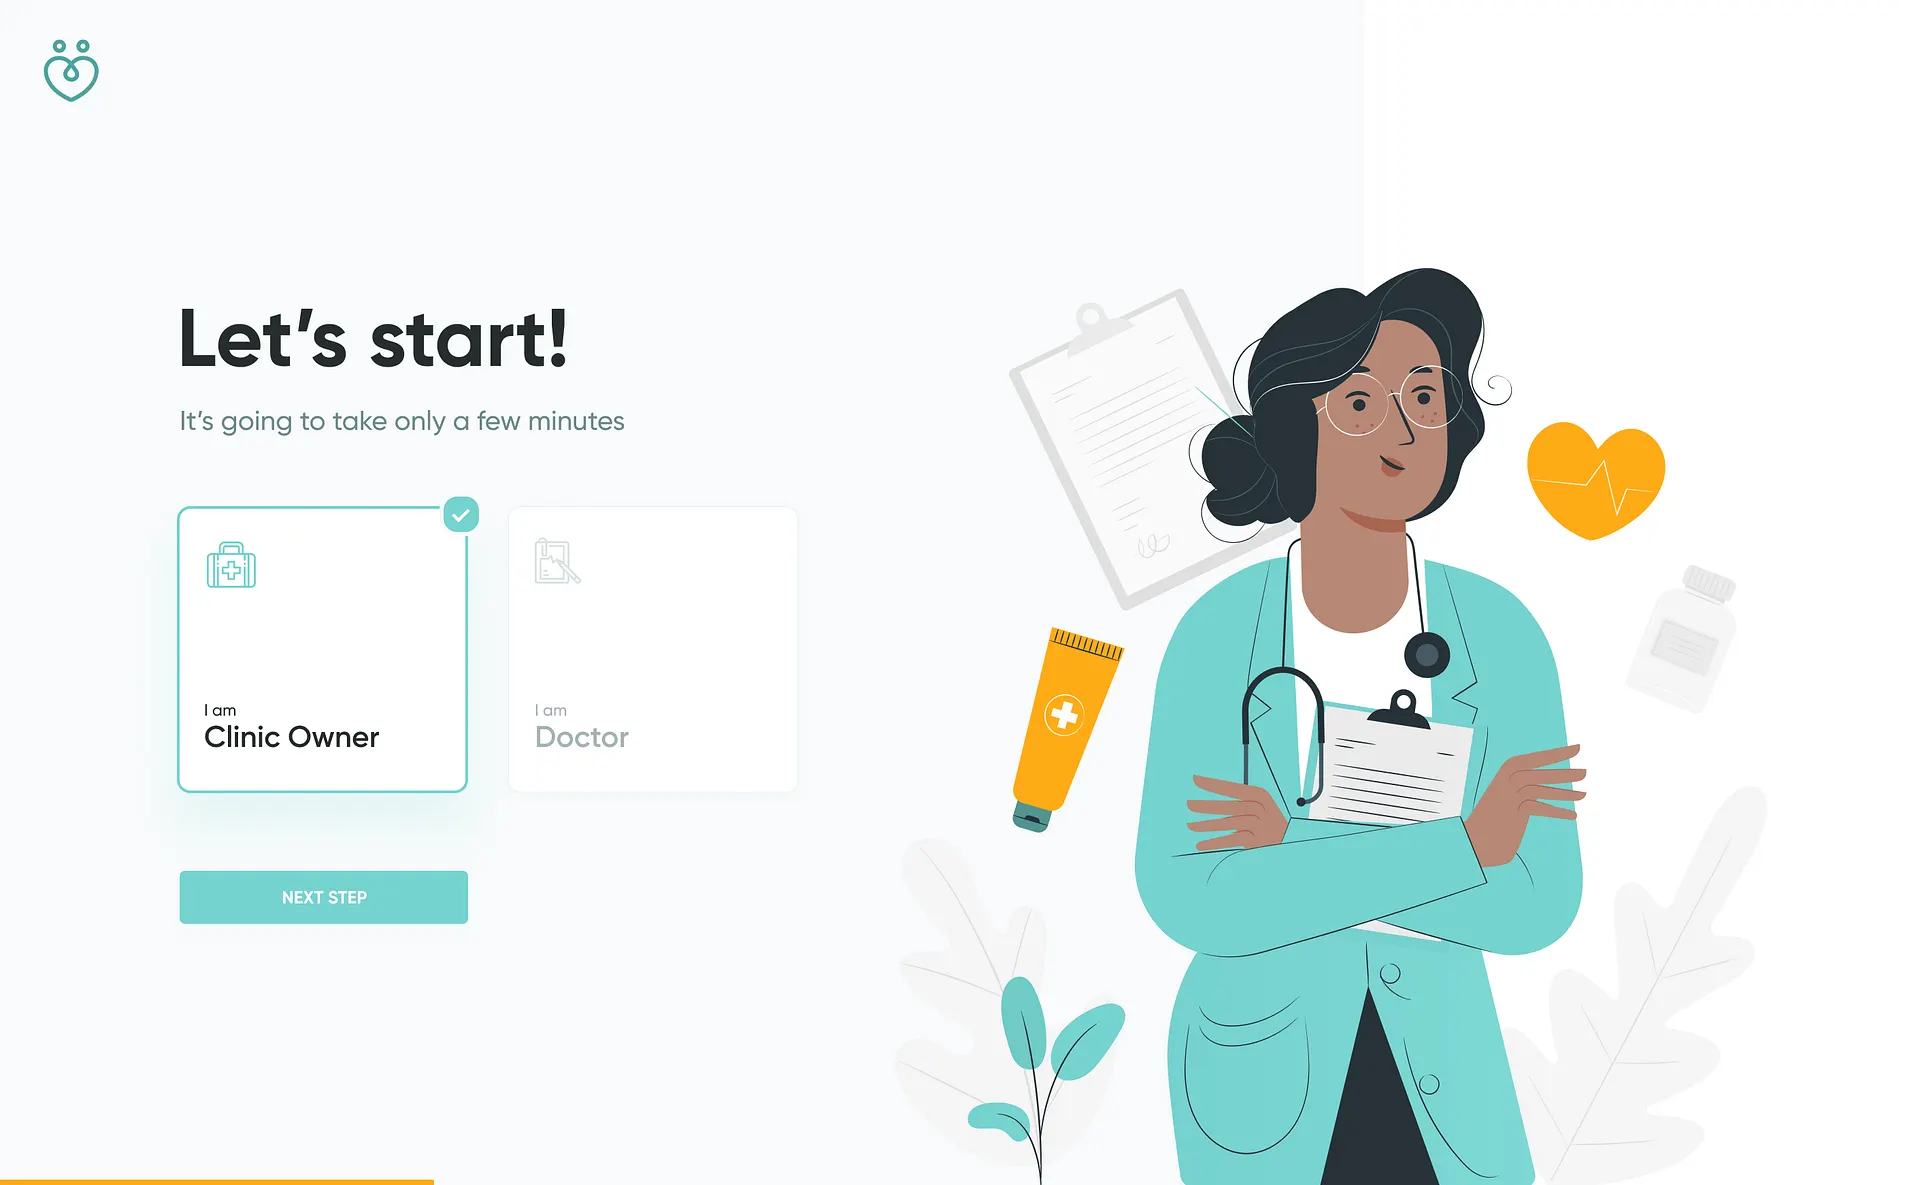 Let’s start!
It’s going to take only a few minutes
I am
Clinic Owner
I am
Doctor
NEXT STEP